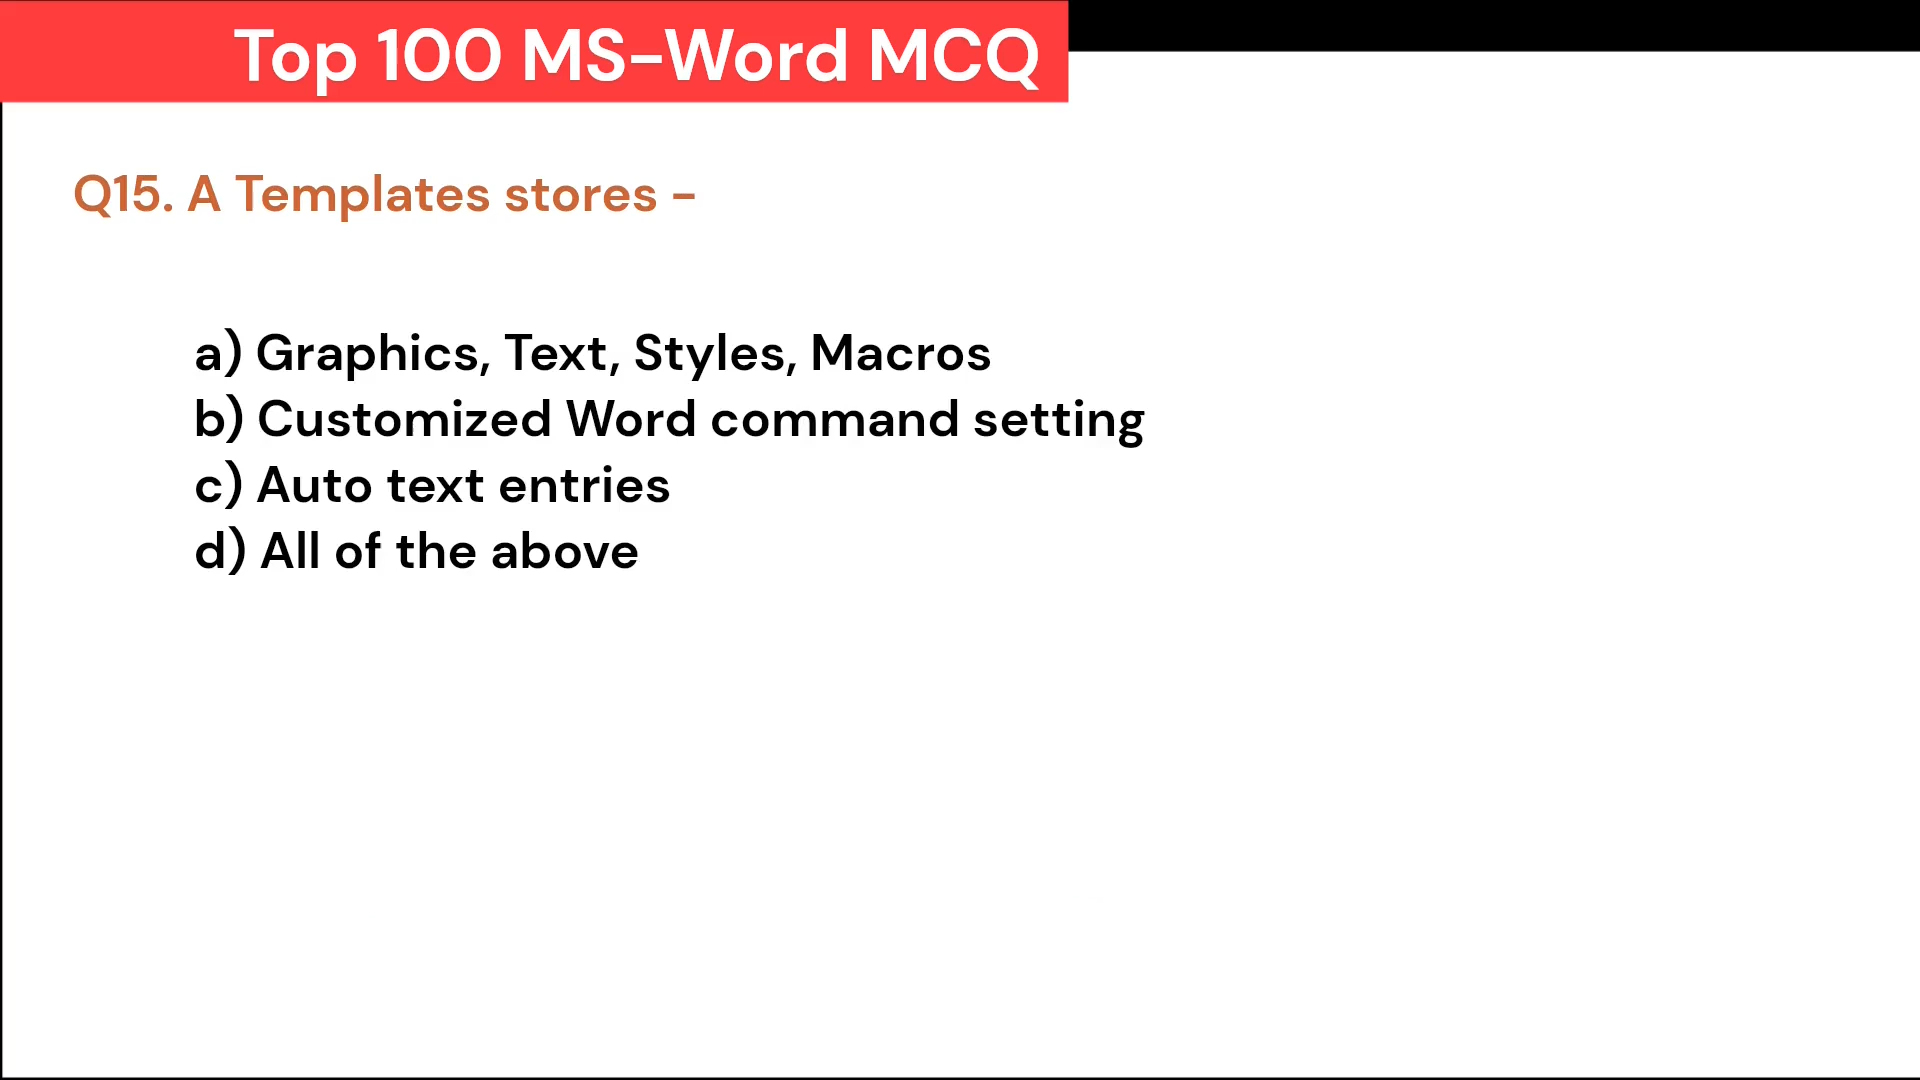 Top 100 MS-Word MCQ
Q15. A Templates stores -
a) Graphics, Text, Styles, Macros
b) Customized Word command setting
c) Auto text entries
d) All of the above